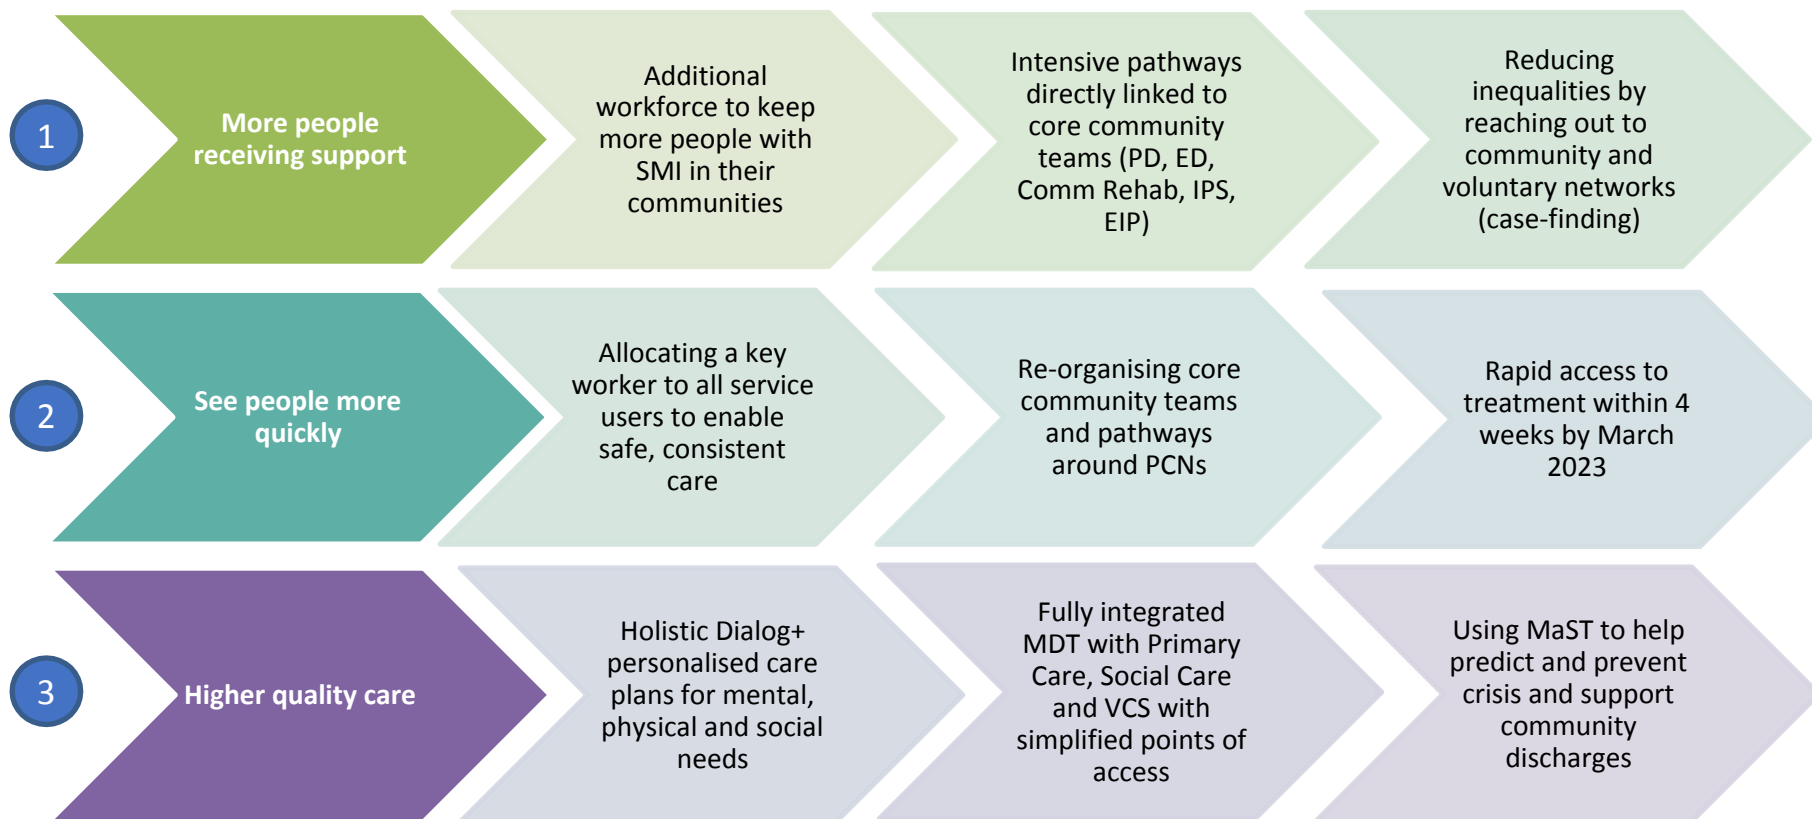 1
More people
receiving support
Additional
workforce to keep
more people with
SMI in their
communities
Intensive pathways
directly linked to
core community
teams (PD, ED,
Comm Rehab, IPS,
EIP)
Reducing
inequalities by
reaching out to
community and
voluntary networks
(case-finding)
2
See people more
quickly
Allocating a key
worker to all service
users to enable
safe, consistent
care
Re-organising core
community teams
and pathways
around PCNs
Rapid access to
treatment within 4
weeks by March
2023
3
Higher quality care
Holistic Dialog+
personalised care
plans for mental,
physical and social
needs
Fully integrated
MDT with Primary
Care, Social Care
and VCS with
simplified points of
access
Using MaST to help
predict and prevent
crisis and support
community
discharges